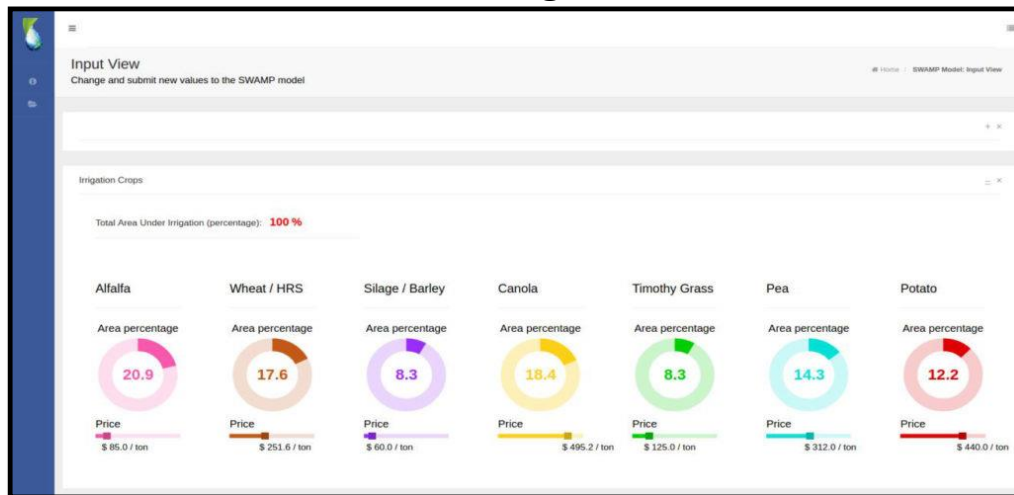 Input View
Change and submit new values to the SWAMP model
Home / SWAMP Model: Input View
Irrigation Crops
Total Area Under Irrigation (percentage): 100 %
Alfalfa Wheat / HRS Silage / Barley Canola Timothy Grass Pea Potato
Area percentage Area percentage Area percentage Area percentage Area percentage Area percentage Area percentage
20.9 17.6 8.3 18.4 8.3 14.3 12.2
Price Price Price Price Price Price Price
$ 85.0 / ton $ 251.6 / ton $ 60.0 / ton $ 495.2 / ton $ 125.0 / ton $ 312.0 / ton $ 440.0 / ton